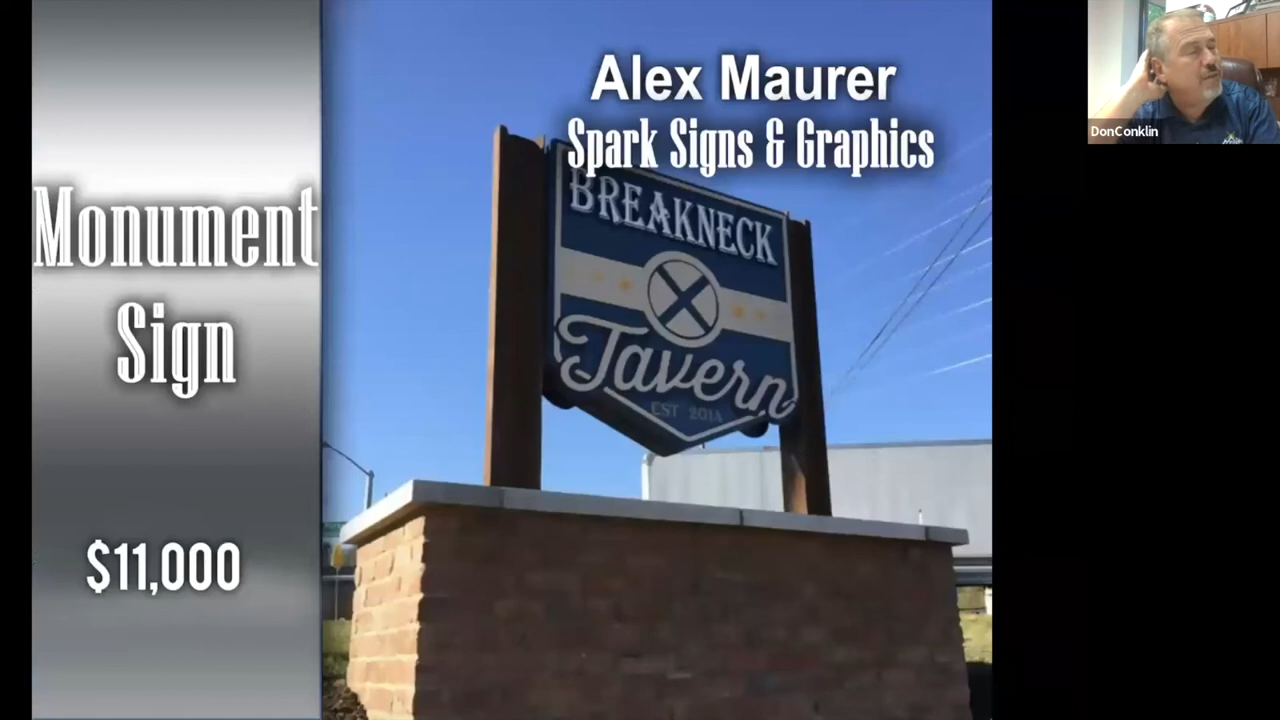 Monument
Sign
$11,000
Alex Maurer
Spark Signs & Graphics
BREAKNECK
Tavern
EST 2014
DonConklin